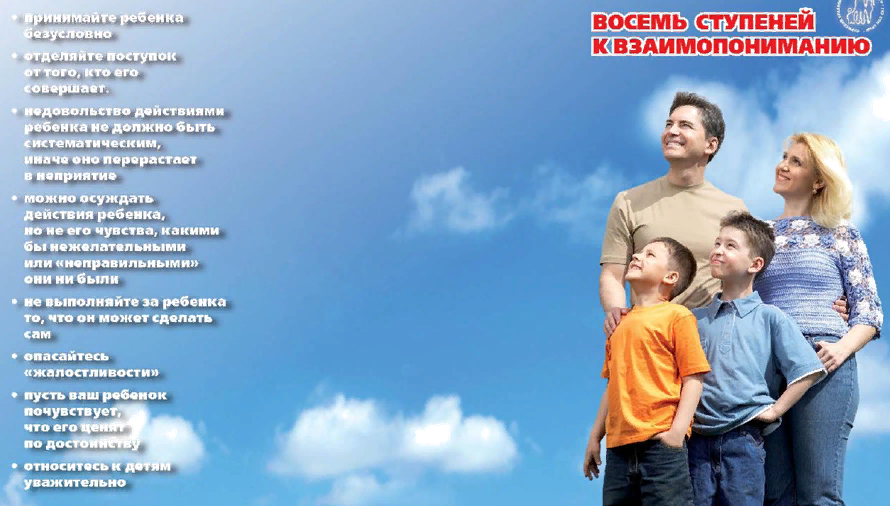 • принимайте ребенка
безусловно
• отделяйте поступок
от того, кто его
совершает.
• недовольство действиями
ребенка не должно быть
систематическим,
иначе оно перерастает
в неприятие
• можно осуждать
действия ребенка,
но не его чувства, какими
бы нежелательными
или «неправильными»
они ни были
• не выполняйте за ребенка
то, что он может сделать
сам
• опасайтесь
«жалостливости»
• пусть ваш ребенок
почувствует,
что его ценят
по достоинству
• относитесь к детям
уважительно
ВОСЕМЬ СТУПЕНЕЙ
К ВЗАИМОПОНИМАНИЮ